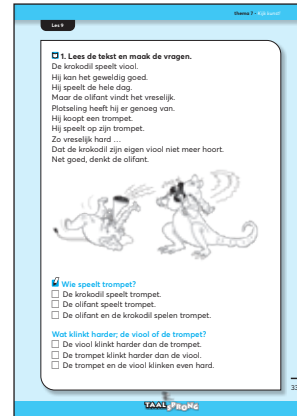 thema 7 - Kijk kunst!
Les 9
1. Lees de tekst en maak de vragen.
De krokodil speelt viool.
Hij kan het geweldig goed.
Hij speelt de hele dag.
Maar de olifant vindt het vreselijk.
Plotseling heeft hij er genoeg van.
Hij koopt een trompet.
Hij speelt op zijn trompet.
Zo vreselijk hard ...
Dat de krokodil zijn eigen viool niet meer hoort.
Net goed, denkt de olifant.
Wie speelt trompet?
De krokodil speelt trompet.
De olifant speelt trompet.
De olifant en de krokodil spelen trompet.
Wat klinkt harder; de viool of de trompet?
De viool klinkt harder dan de trompet.
De trompet klinkt harder dan de viool.
De trompet en de viool klinken even hard.
33
TAALSPRONG